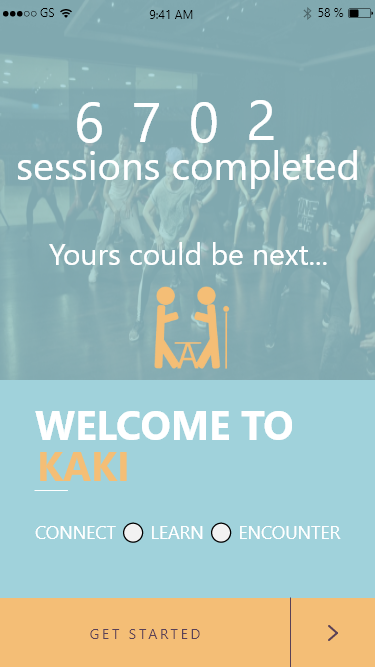 GS 9:41 AM 58 %
6 7 0 2
sessions completed
Yours could be next...
KAKI
WELCOME TO
KAKI
CONNECT LEARN ENCOUNTER
GET STARTED